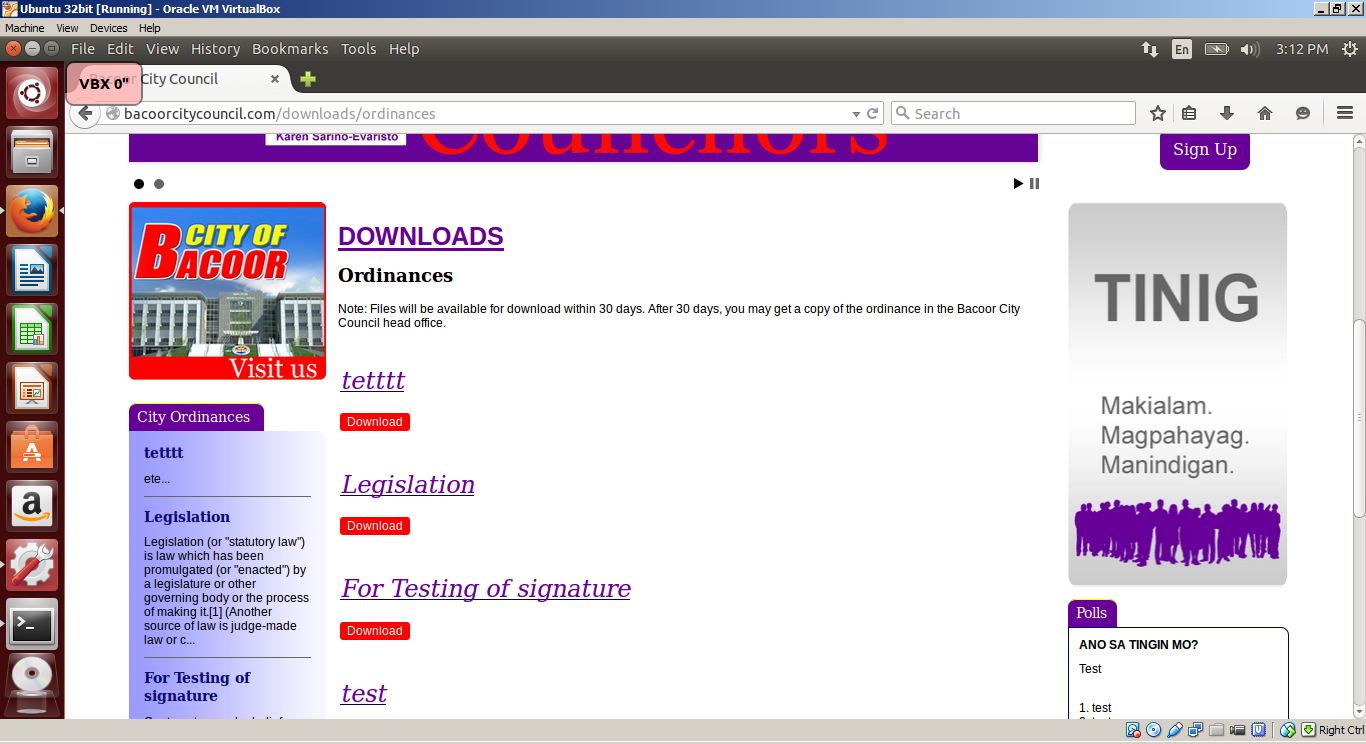 Ubuntu 32bit [Running] - Oracle VM VirtualBox
Machine View Devices Help
File Edit View History Bookmarks Tools Help
En
3:12 PM
VBX 0"
City Council
bacoorcitycouncil.com/downloads/ordinances
Search
Karen Sarino-Evaristo
Councilors
Sign Up
CITY OF
BACOOR
Visit us
DOWNLOADS
Ordinances
Note: Files will be available for download within 30 days. After 30 days, you may get a copy of the ordinance in the Bacoor City
Council head office.
tetttt
Download
Legislation
Download
For Testing of signature
Download
test
City Ordinances
tetttt
ete...
Legislation
Legislation (or "statutory law")
is law which has been
promulgated (or "enacted") by
a legislature or other
governing body or the process
of making it.[1] (Another
source of law is judge-made
law or c...
For Testing of
signature
TINIG
Makialam.
Magpahayag.
Manindigan.
Polls
ANO SA TINGIN MO?
Test
1. test
Right Ctrl